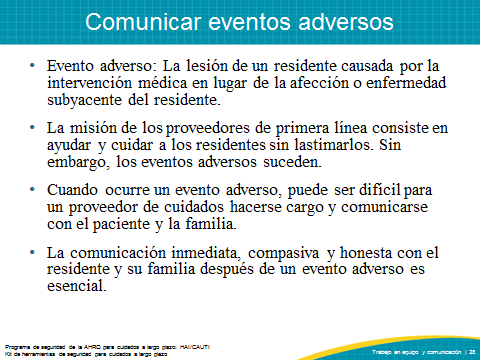 Comunicar eventos adversos
• Evento adverso: La lesión de un residente causada por la
intervención médica en lugar de la afección o enfermedad
subyacente del residente.
• La misión de los proveedores de primera línea consiste en
ayudar y cuidar a los residentes sin lastimarlos. Sin
embargo, los eventos adversos suceden.
• Cuando ocurre un evento adverso, puede ser difícil para
un proveedor de cuidados hacerse cargo y comunicarse
con el paciente y la familia.
• La comunicación inmediata, compasiva y honesta con el
residente y su familia después de un evento adverso es
esencial.
Programa de seguridad de la AHRQ para cuidados a largo plazo: HAI/CAUTI
Kit de herramientas de seguridad para cuidados a largo plazo
Trabajo en equipo y comunicación | 28